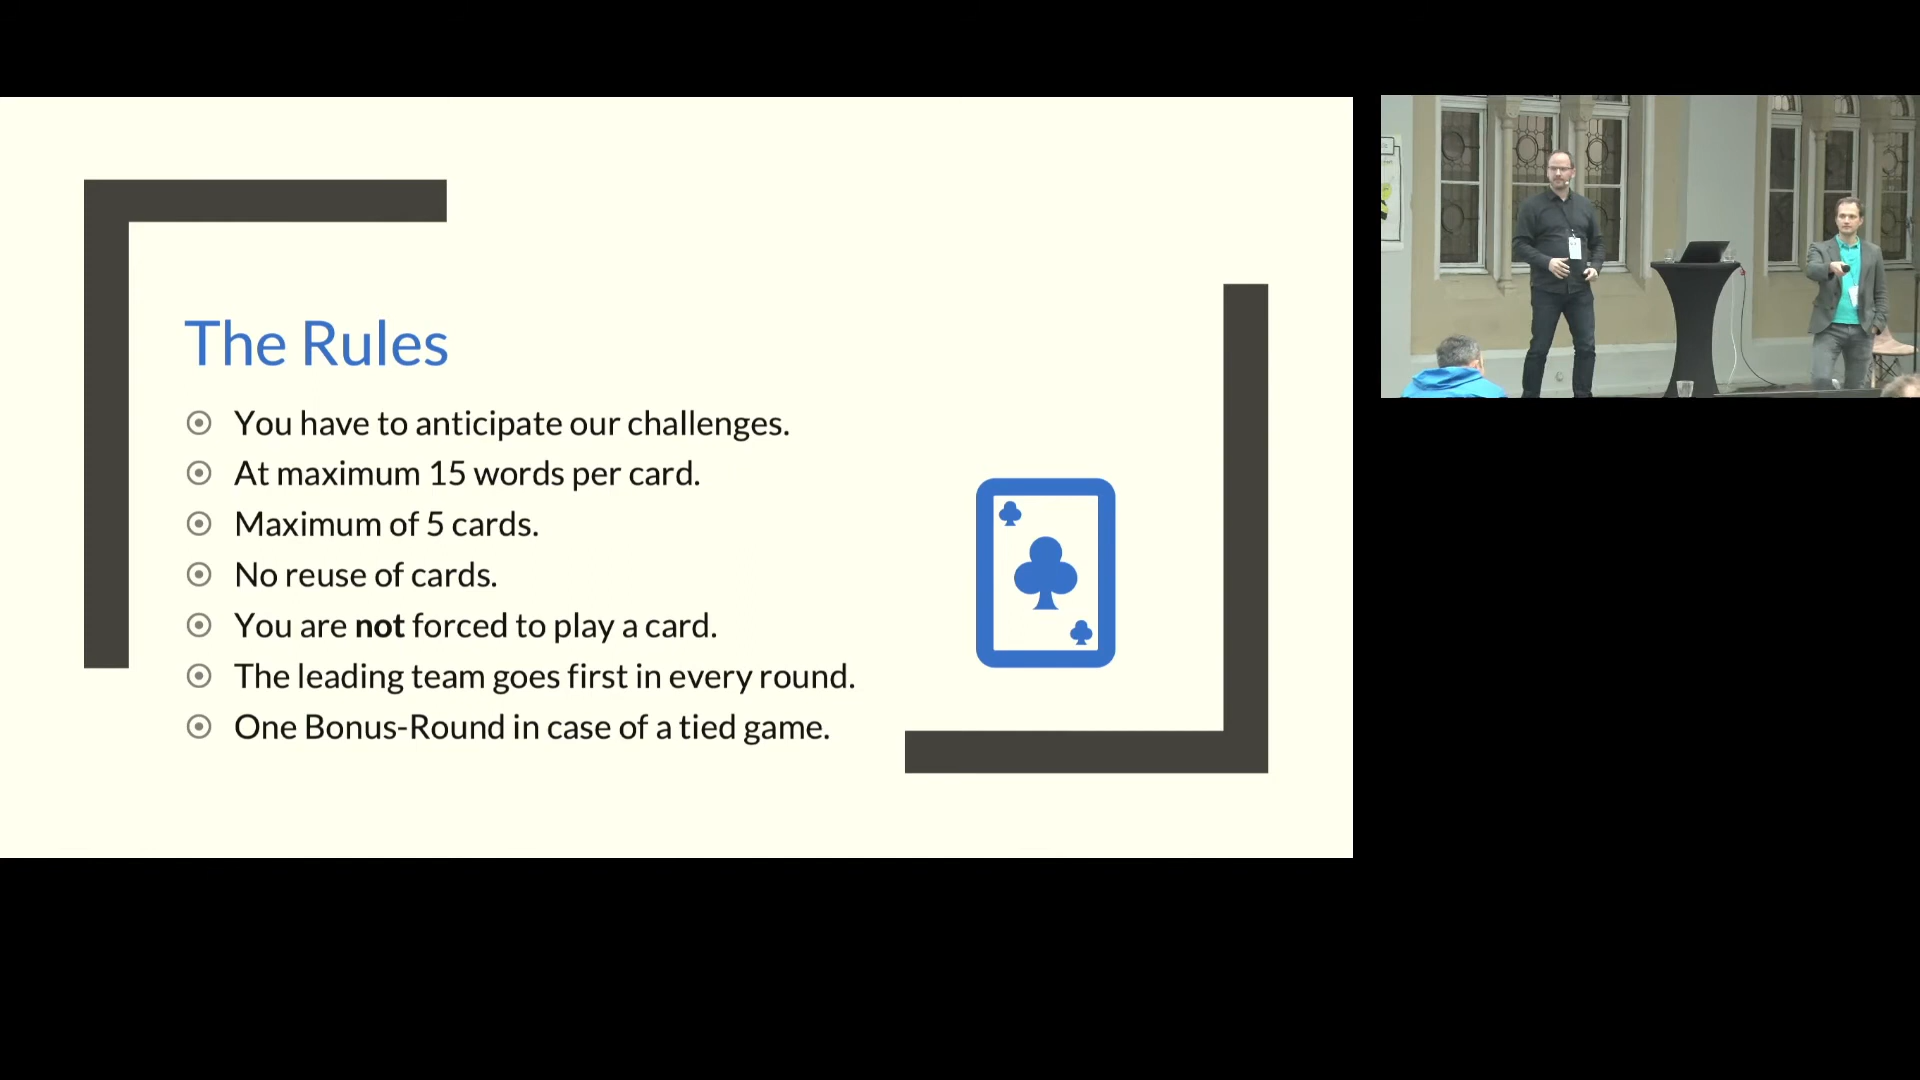 The Rules
You have to anticipate our challenges.
At maximum 15 words per card.
Maximum of 5 cards.
No reuse of cards.
You are not forced to play a card.
The leading team goes first in every round.
One Bonus-Round in case of a tied game.